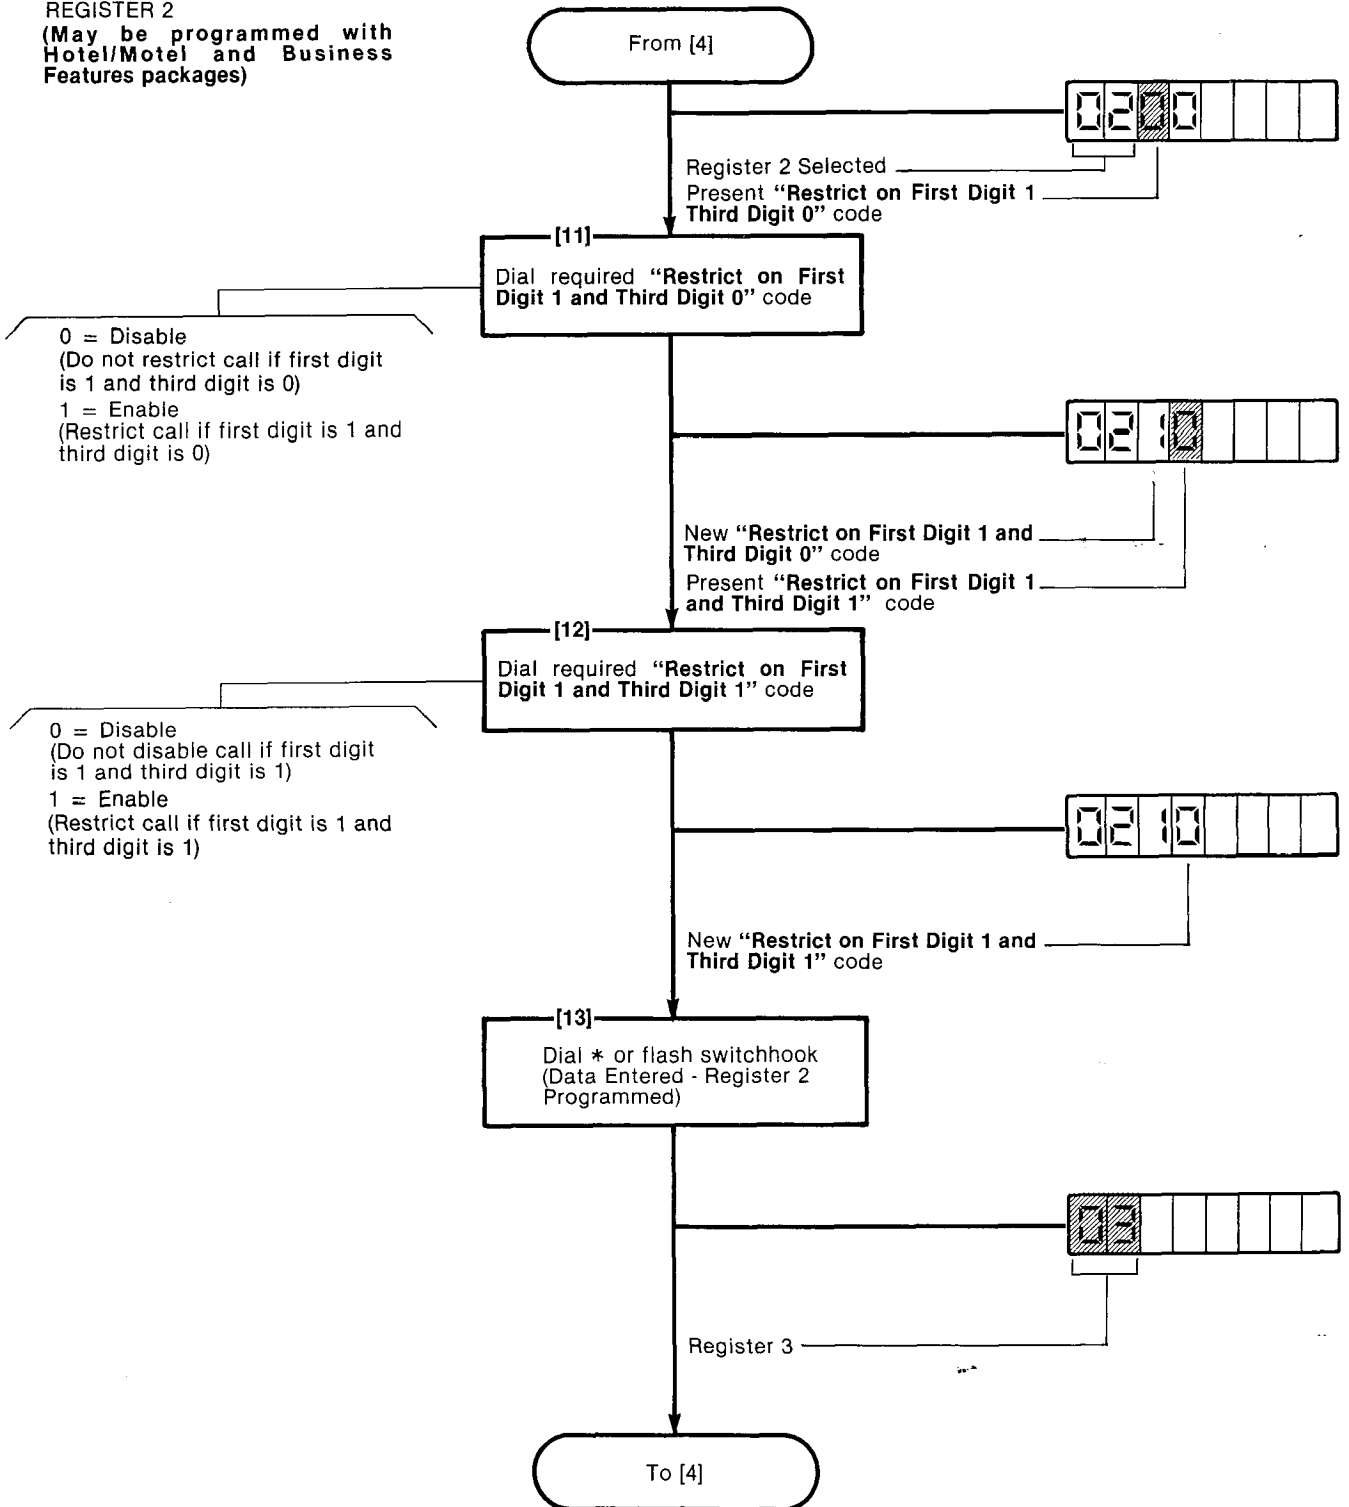 REGISTER 2
(May be programmed with
Hotel/Motel and Business
Features packages)
From [4]
0200
Register 2 Selected
Present “Restrict on First Digit 1
Third Digit 0” code
[11]
Dial required “Restrict on First
Digit 1 and Third Digit 0” code
0 = Disable
(Do not restrict call if first digit
is 1 and third digit is 0)
1 = Enable
(Restrict call if first digit is 1 and
third digit is 0)
0210
New “Restrict on First Digit 1 and
Third Digit 0” code
Present “Restrict on First Digit 1
and Third Digit 1” code
[12]
Dial required “Restrict on First
Digit 1 and Third Digit 1” code
0 = Disable
(Do not disable call if first digit
is 1 and third digit is 1)
1 = Enable
(Restrict call if first digit is 1 and
third digit is 1)
0210
New “Restrict on First Digit 1 and
Third Digit 1” code
[13]
Dial * or flash switchhook
(Data Entered - Register 2
Programmed)
03
Register 3
To [4]